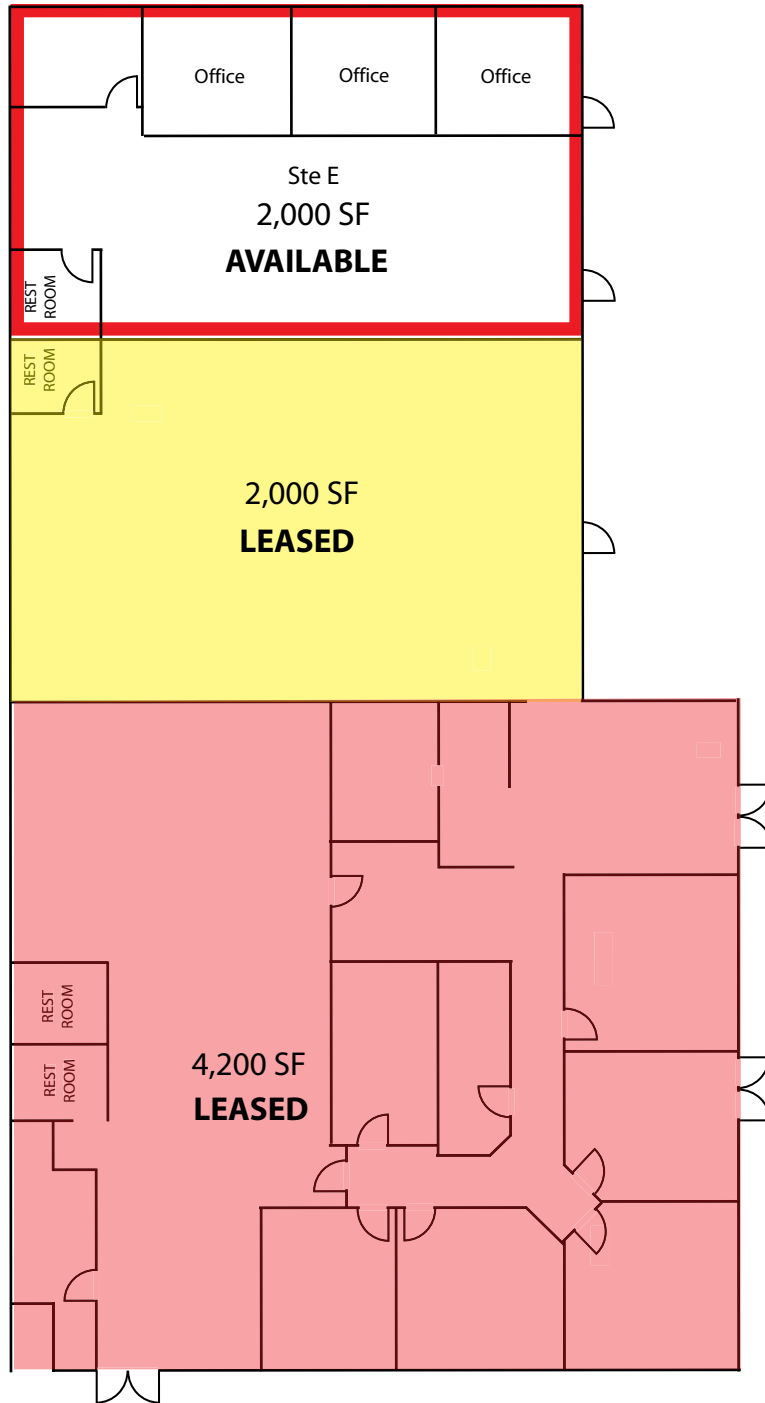 Office
Office
Office
Ste E
2,000 SF
AVAILABLE
REST
ROOM
REST
ROOM
2,000 SF
LEASED
REST
ROOM
REST
ROOM
4,200 SF
LEASED